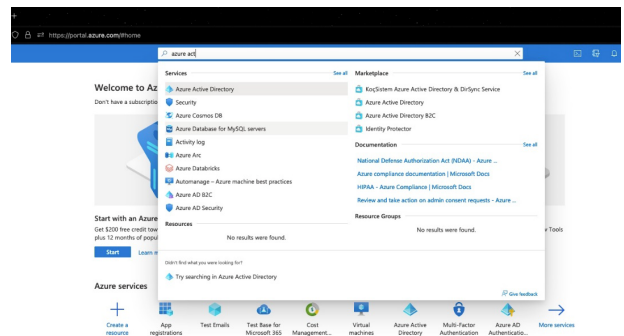 https://portal.azure.com/#home
azure act
Welcome to Az
Don't have a subscriptio
Services
See all
Azure Active Directory
Security
Azure Cosmos DB
Azure Database for MySQL servers
Activity log
Azure Arc
Azure Databricks
Automanage – Azure machine best practices
Azure AD B2C
Azure AD Security
Resources
No results were found.
Marketplace
See all
KoçSistem Azure Active Directory & DirSync Service
Azure Active Directory
Azure Active Directory B2C
Identity Protector
Documentation
See all
National Defense Authorization Act (NDAA) - Azure ...
Azure compliance documentation | Microsoft Docs
HIPAA - Azure Compliance | Microsoft Docs
Review and take action on admin consent requests - Azure ...
Resource Groups
No results were found.
Didn't find what you were looking for?
Try searching in Azure Active Directory
Give feedback
Start with an Azure
Get $200 free credit tow
plus 12 months of popul
Start
Learn m
Tools
Azure services
Create a
resource
App
registrations
Test Emails
Test Base for
Microsoft 365
Cost
Management...
Virtual
machines
Azure Active
Directory
Multi-Factor
Authentication
Azure AD
Authenticatio...
More services